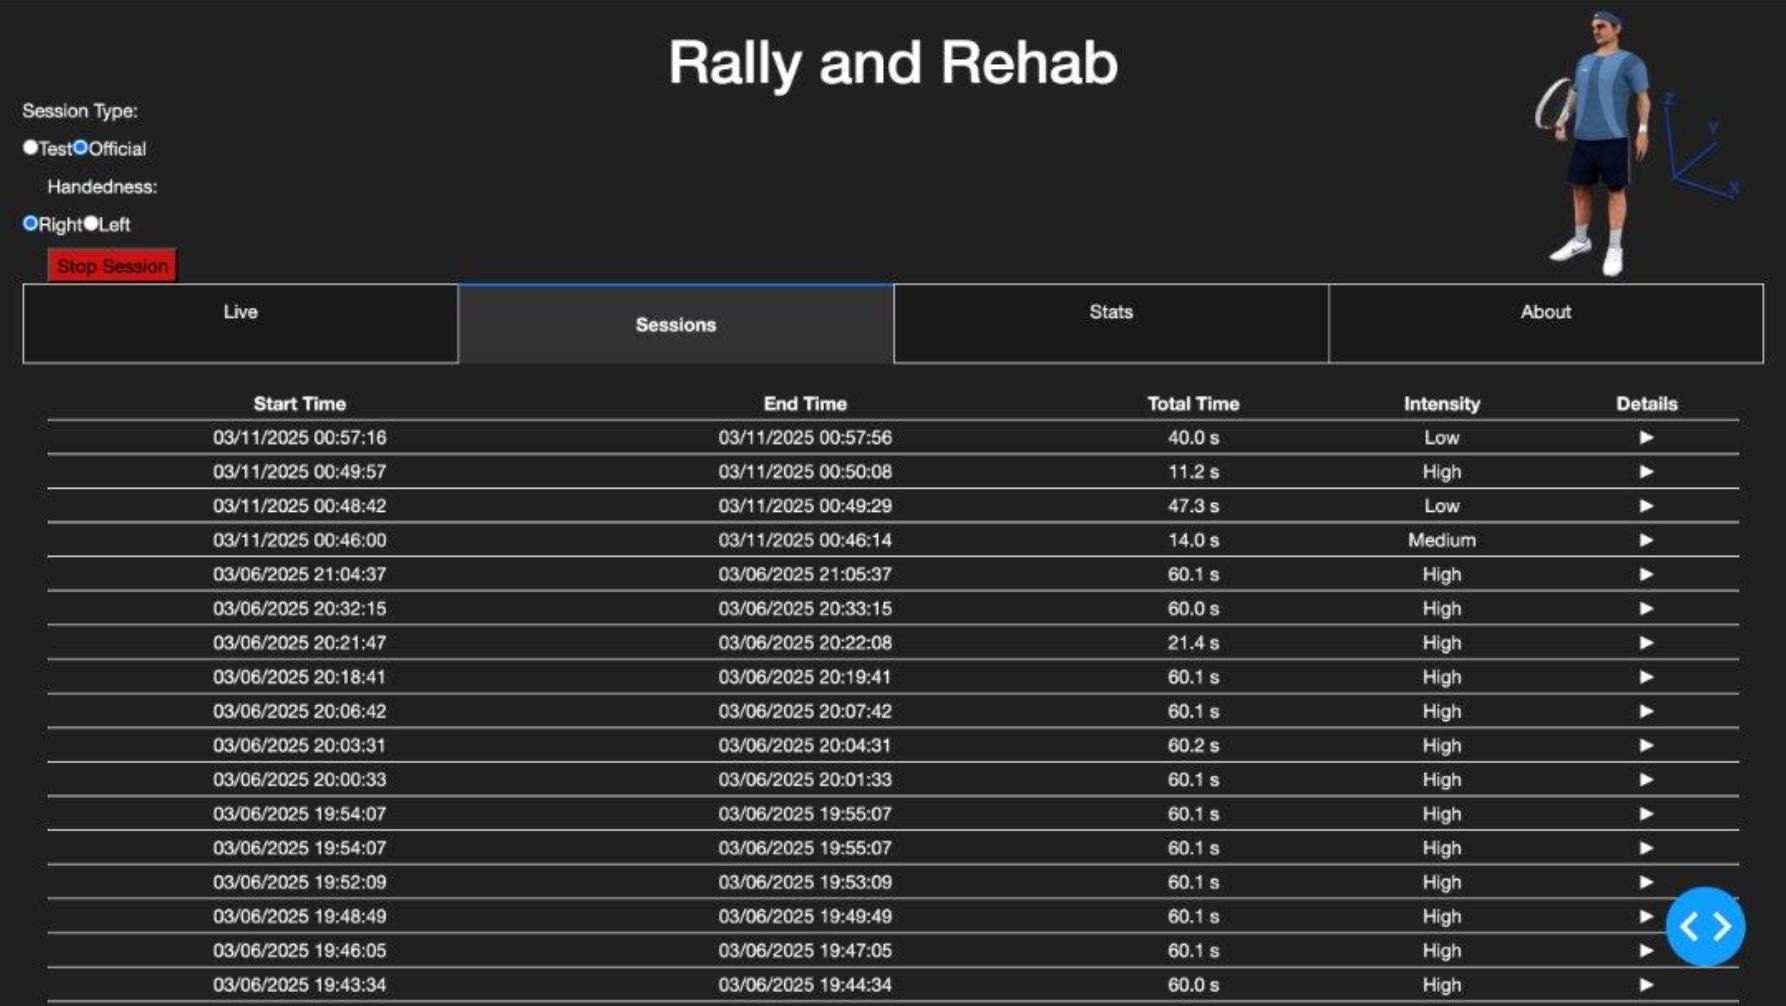 Rally and Rehab
Session Type:
Test Official
Handedness:
Right Left
Stop Session
Z
Y
X
Live Sessions Stats About
Start Time End Time Total Time Intensity Details
03/11/2025 00:57:16 03/11/2025 00:57:56 40.0 s Low ▶
03/11/2025 00:49:57 03/11/2025 00:50:08 11.2 s High ▶
03/11/2025 00:48:42 03/11/2025 00:49:29 47.3 s Low ▶
03/11/2025 00:46:00 03/11/2025 00:46:14 14.0 s Medium ▶
03/06/2025 21:04:37 03/06/2025 21:05:37 60.1 s High ▶
03/06/2025 20:32:15 03/06/2025 20:33:15 60.0 s High ▶
03/06/2025 20:21:47 03/06/2025 20:22:08 21.4 s High ▶
03/06/2025 20:18:41 03/06/2025 20:19:41 60.1 s High ▶
03/06/2025 20:06:42 03/06/2025 20:07:42 60.1 s High ▶
03/06/2025 20:03:31 03/06/2025 20:04:31 60.2 s High ▶
03/06/2025 20:00:33 03/06/2025 20:01:33 60.1 s High ▶
03/06/2025 19:54:07 03/06/2025 19:55:07 60.1 s High ▶
03/06/2025 19:54:07 03/06/2025 19:55:07 60.1 s High ▶
03/06/2025 19:52:09 03/06/2025 19:53:09 60.1 s High ▶
03/06/2025 19:48:49 03/06/2025 19:49:49 60.1 s High ▶
03/06/2025 19:46:05 03/06/2025 19:47:05 60.1 s High ▶
03/06/2025 19:43:34 03/06/2025 19:44:34 60.0 s High ▶